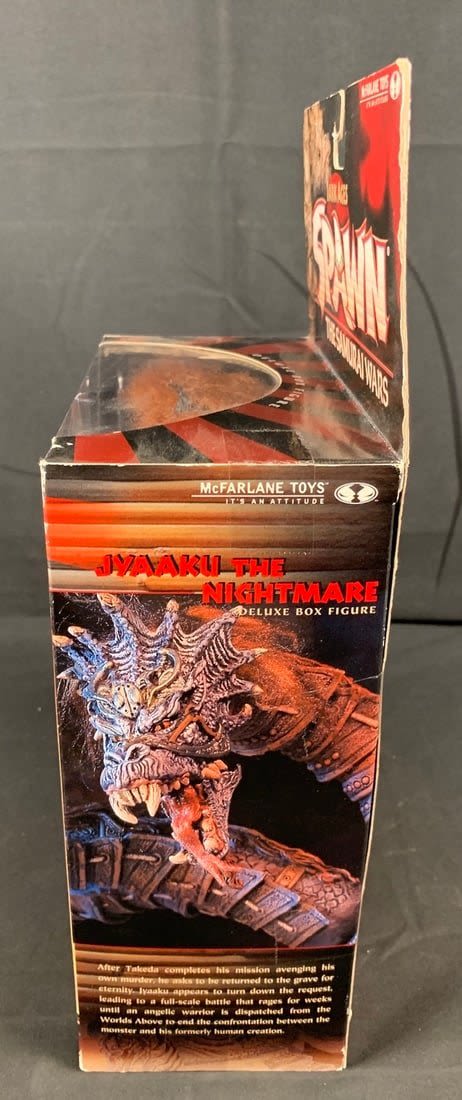 McFARLANE TOYS
DARK AGES
SPAWN
THE SAMURAI WARS
McFARLANE TOYS™
IT'S AN ATTITUDE
JYAAKU THE
NIGHTMARE
DELUXE BOX FIGURE
After Takeda completes his mission avenging his
own murder, he asks to be returned to the grave for
eternity. Jyaaku appears to turn down the request,
leading to a full-scale battle that rages for weeks
until an angelic warrior is dispatched from the
Worlds Above to end the confrontation between the
monster and his formerly human creation.